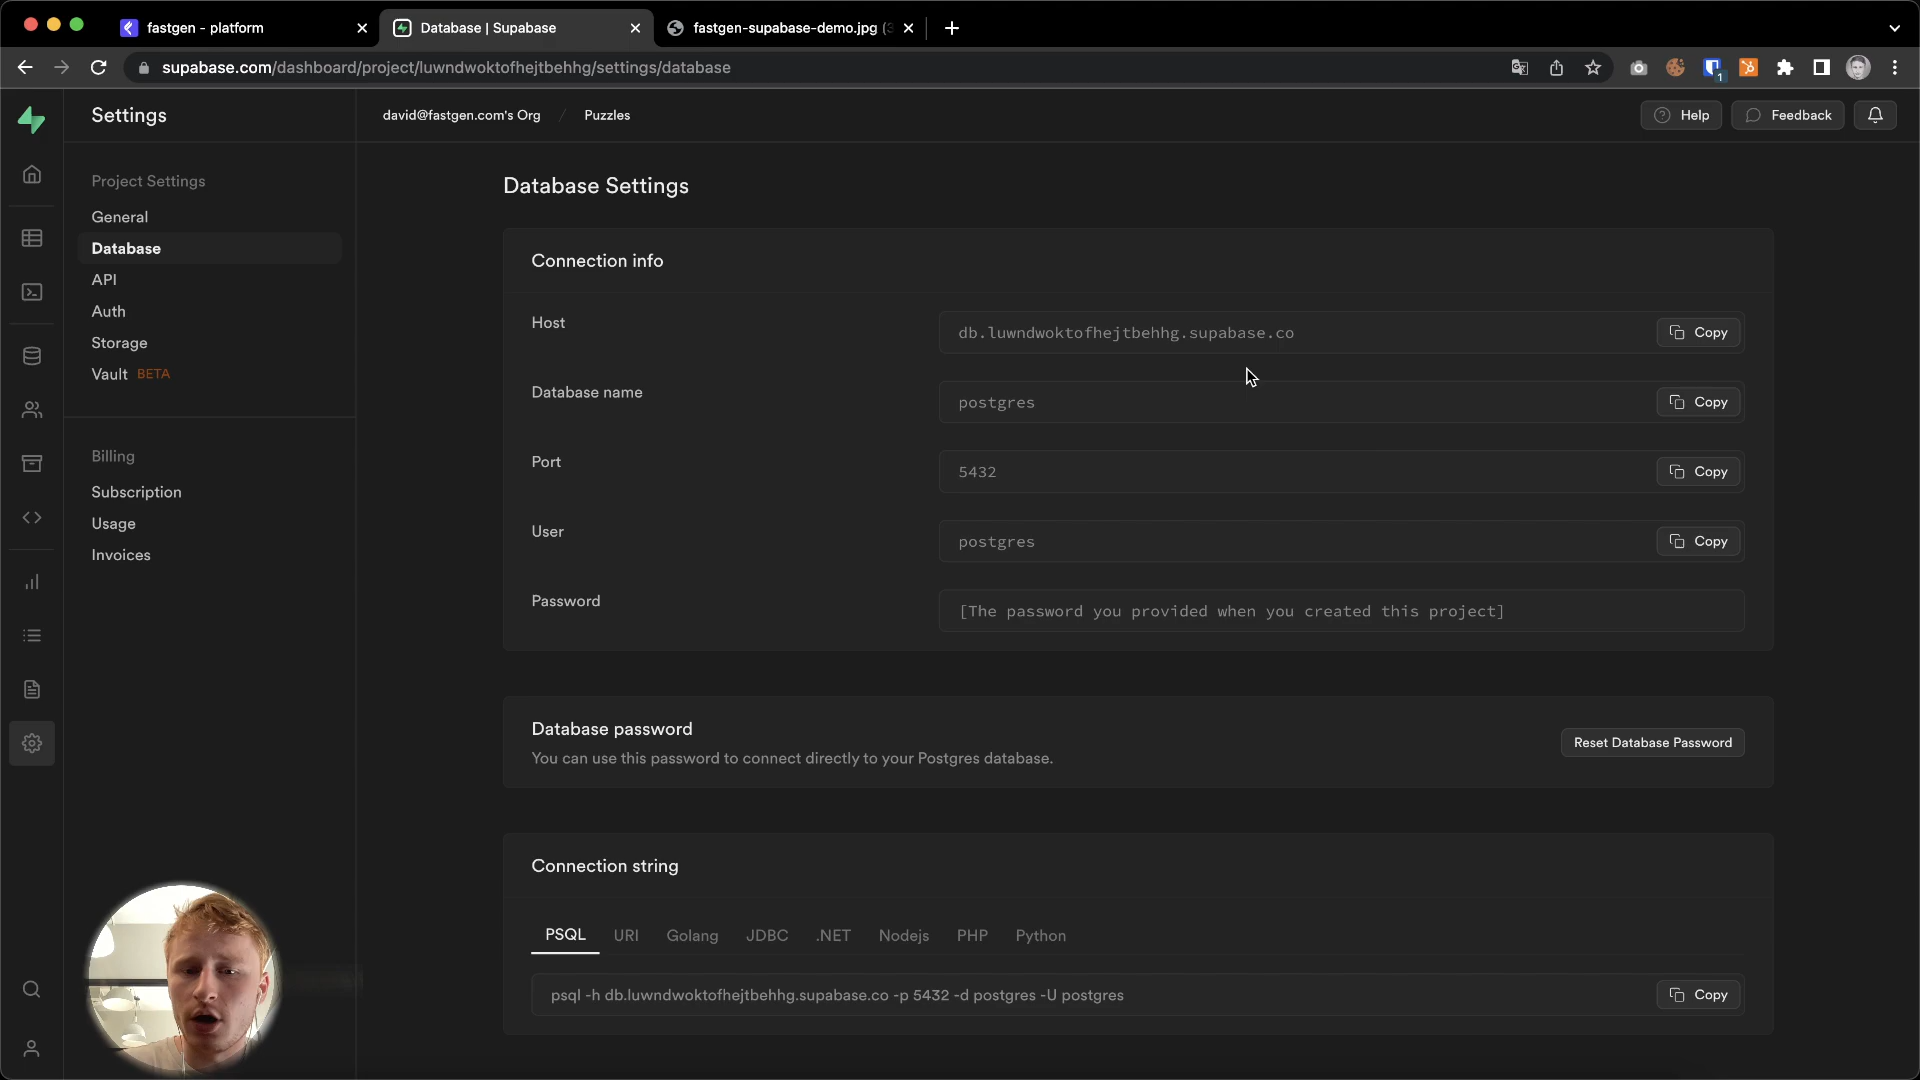 fastgen - platform
Database | Supabase
fastgen-supabase-demo.jpg (3
supabase.com/dashboard/project/luwndwoktofhejtbehhg/settings/database
1
Settings
david@fastgen.com's Org / Puzzles
Help
Feedback
Project Settings
General
Database
API
Auth
Storage
Vault BETA
Billing
Subscription
Usage
Invoices
Database Settings
Connection info
Host
db.luwndwoktofhejtbehhg.supabase.co
Copy
Database name
postgres
Copy
Port
5432
Copy
User
postgres
Copy
Password
[The password you provided when you created this project]
Database password
You can use this password to connect directly to your Postgres database.
Reset Database Password
Connection string
PSQL URI Golang JDBC .NET Nodejs PHP Python
psql -h db.luwndwoktofhejtbehhg.supabase.co -p 5432 -d postgres -U postgres
Copy